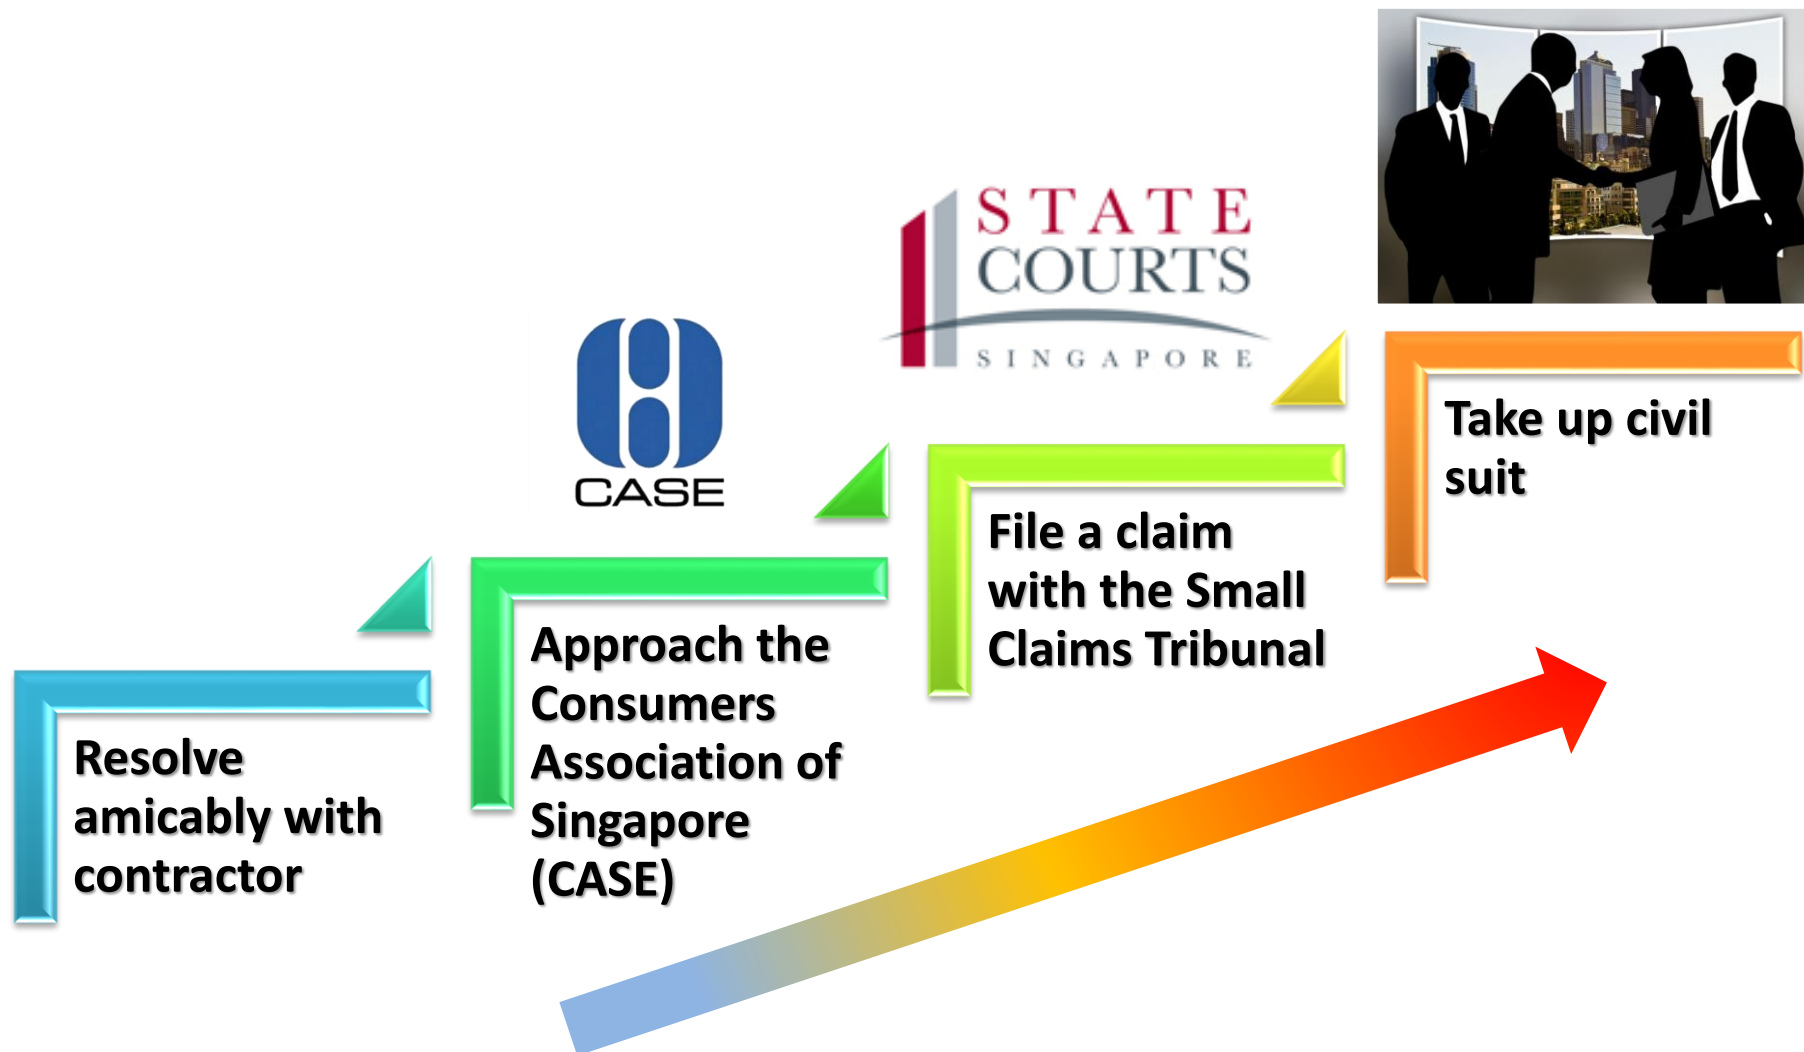 STATE
COURTS
SINGAPORE
CASE
Resolve
amicably with
contractor
Approach the
Consumers
Association of
Singapore
(CASE)
File a claim
with the Small
Claims Tribunal
Take up civil
suit